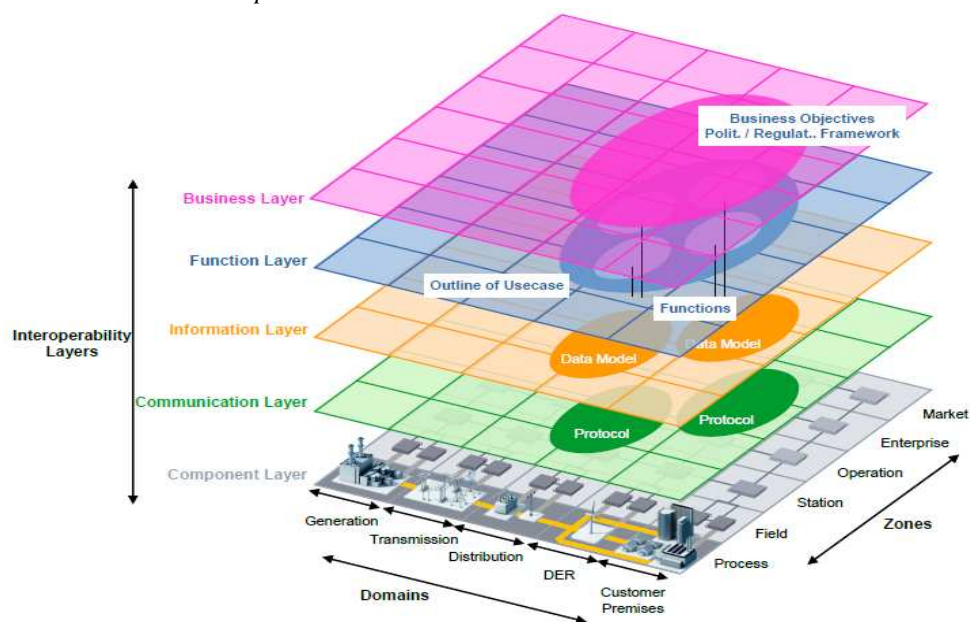 Business Objectives
Polit. / Regulat.. Framework
Business Layer
Function Layer
Outline of Usecase
Functions
Interoperability
Layers
Information Layer
Data Model
Data Model
Communication Layer
Protocol
Protocol
Component Layer
Market
Enterprise
Operation
Station
Field
Process
Zones
Generation
Transmission
Distribution
DER
Customer
Premises
Domains